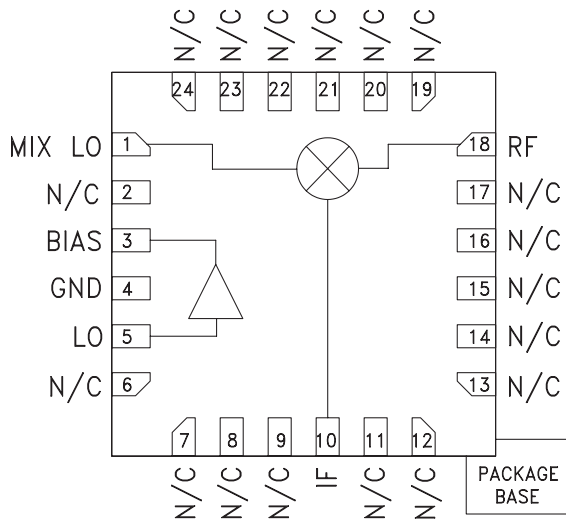 N/C N/C N/C N/C N/C N/C
24 23 22 21 20 19
MIX LO 1 18 RF
N/C 2 17 N/C
BIAS 3 16 N/C
GND 4 15 N/C
LO 5 14 N/C
N/C 6 13 N/C
7 8 9 10 11 12
N/C N/C N/C IF N/C N/C
PACKAGE
BASE